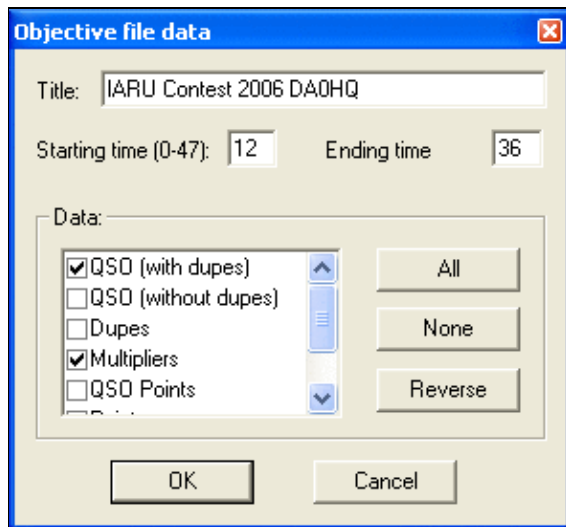 Objective file data
Title: IARU Contest 2006 DA0HQ
Starting time (0-47): 12 Ending time 36
Data:
QSO (with dupes)
QSO (without dupes)
Dupes
Multipliers
QSO Points
All
None
Reverse
OK Cancel